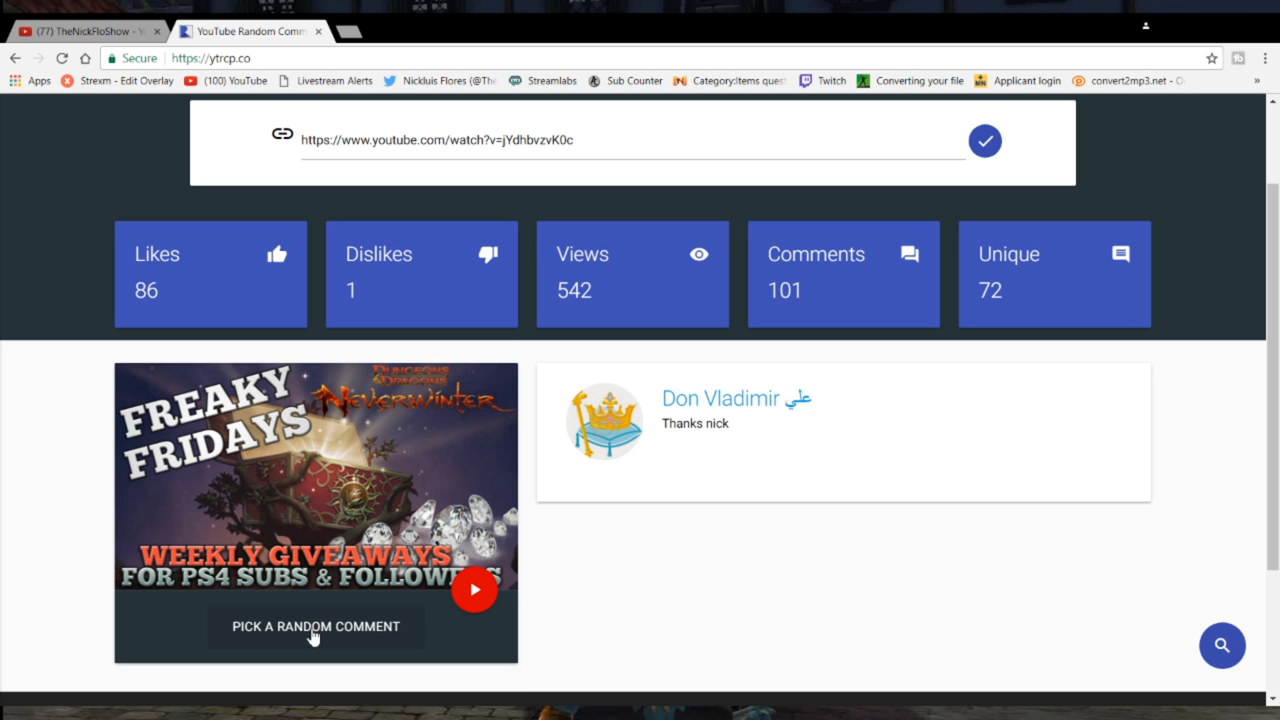 (77) TheNickFloShow - Y
YouTube Random Comm
Secure
https://ytrcp.co
Apps
Strexm - Edit Overlay
(100) YouTube
Livestream Alerts
Nickluis Flores (@The
Streamlabs
Sub Counter
Category:Items quest
Twitch
Converting your file
Applicant login
convert2mp3.net - O
https://www.youtube.com/watch?v=jYdhbvzvK0c
Likes
86
Dislikes
1
Views
542
Comments
101
Unique
72
FREAKY
FRIDAYS
DUNGEONS
& DRAGONS
NEVERWINTER
WEEKLY GIVEAWAYS
FOR PS4 SUBS & FOLLOWE S
PICK A RANDOM COMMENT
Don Vladimir علي
Thanks nick